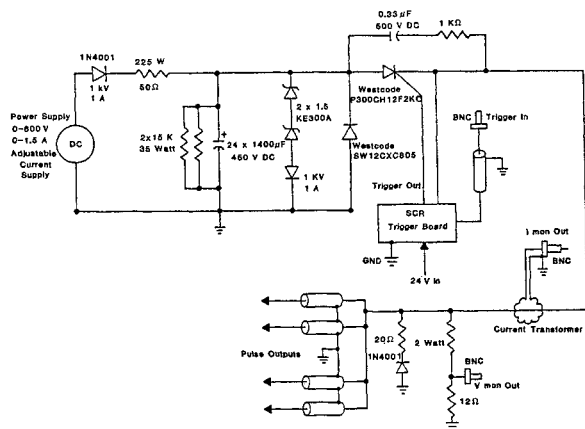 0.33 μF
500 V DC
1 KΩ
1N4001
1 kV
1 A
225 W
50Ω
Westcode
P300CH12F2KO
BNC
Trigger In
Power Supply
0–600 V
0–1.5 A
Adjustable
Current
Supply
DC
2x15 K
35 Watt
+
24 x 1400μF
450 V DC
2 x 1.5
KE300A
1 KV
1 A
Westcode
SW12CXC805
Trigger Out
SCR
Trigger Board
GND
24 V In
I mon Out
BNC
Current Transformer
Pulse Outputs
20Ω
1N4001
2 Watt
BNC
V mon Out
12Ω